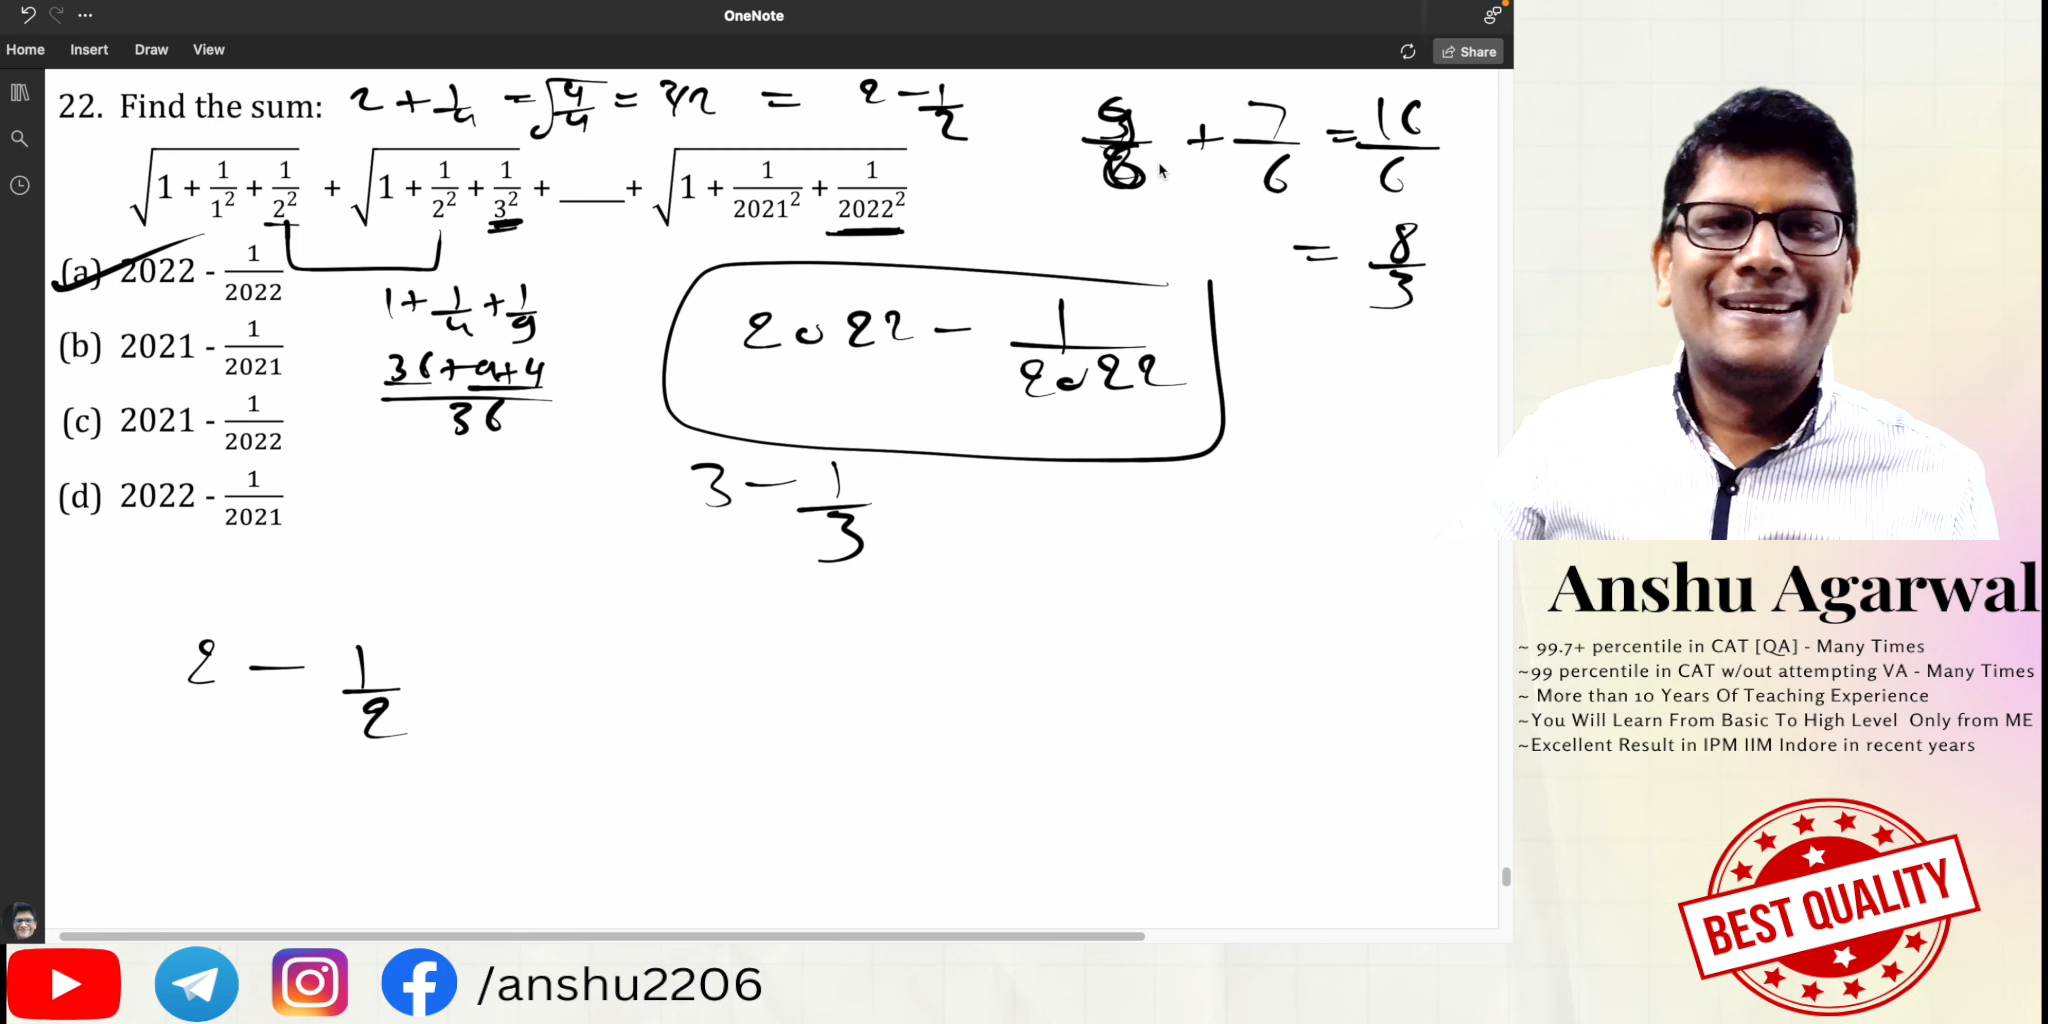 OneNote
Home Insert Draw View
Share
22. Find the sum: 2 + 1/4 = √9/4 = 3/2 = 2 - 1/2
√(1 + 1/1² + 1/2²) + √(1 + 1/2² + 1/3²) + ____ + √(1 + 1/2021² + 1/2022²)
(a) 2022 - 1/2022
(b) 2021 - 1/2021
(c) 2021 - 1/2022
(d) 2022 - 1/2021
1 + 1/4 + 1/9
36+9+4/36
2022 - 1/2022
3 - 1/3
2 - 1/2
+ 7/6 = 16/6
= 8/3
Anshu Agarwal
~ 99.7+ percentile in CAT [QA] - Many Times
~99 percentile in CAT w/out attempting VA - Many Times
~ More than 10 Years Of Teaching Experience
~You Will Learn From Basic To High Level Only from ME
~Excellent Result in IPM IIM Indore in recent years
BEST QUALITY
/anshu2206